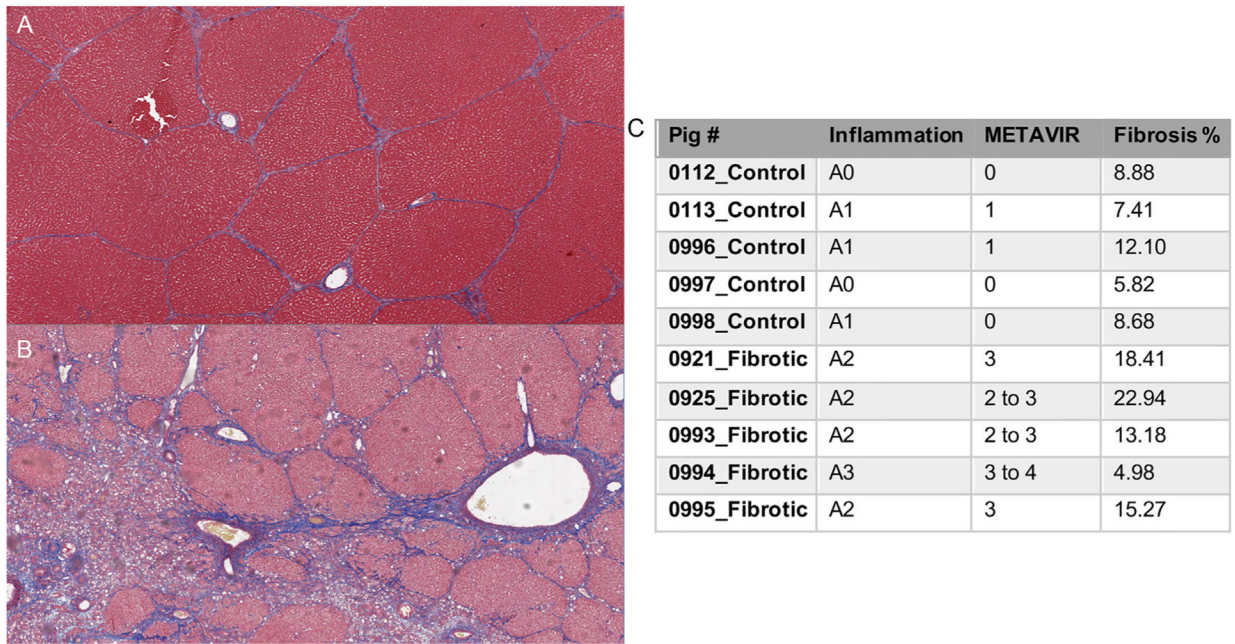 A
B
C
Pig # Inflammation METAVIR Fibrosis %
0112_Control A0 0 8.88
0113_Control A1 1 7.41
0996_Control A1 1 12.10
0997_Control A0 0 5.82
0998_Control A1 0 8.68
0921_Fibrotic A2 3 18.41
0925_Fibrotic A2 2 to 3 22.94
0993_Fibrotic A2 2 to 3 13.18
0994_Fibrotic A3 3 to 4 4.98
0995_Fibrotic A2 3 15.27